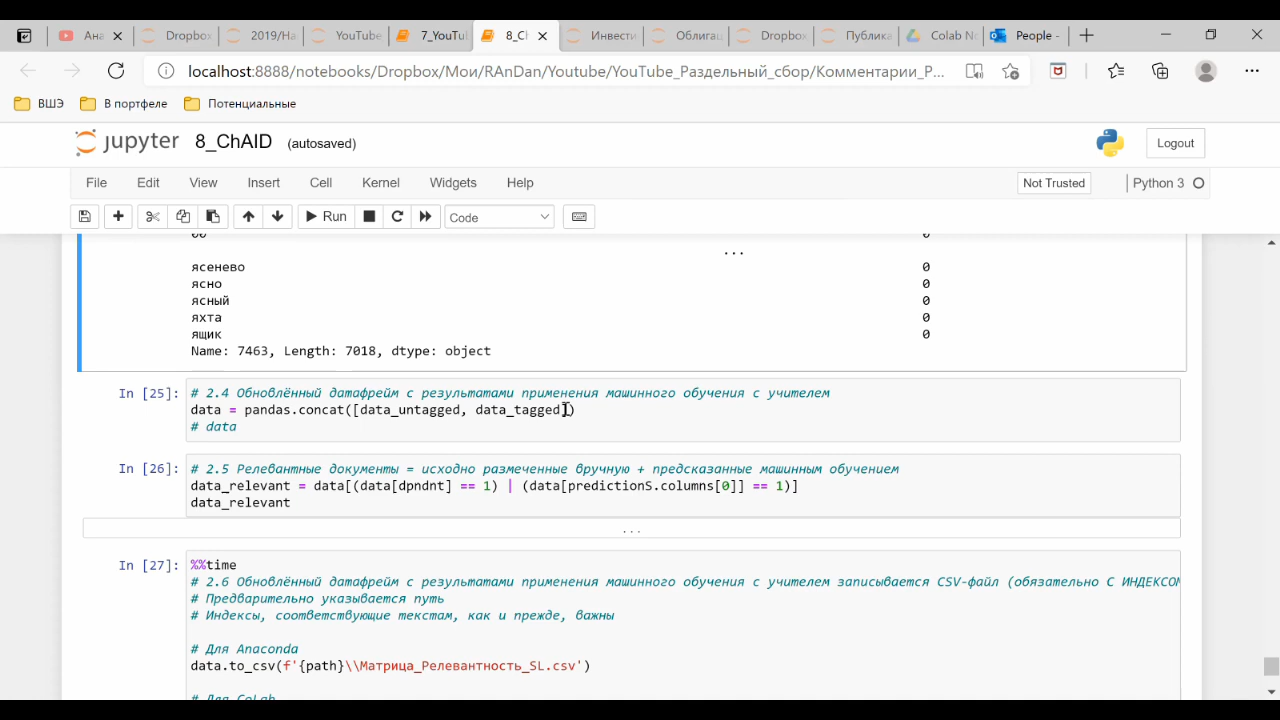 Ана
Dropbo
2019/На
YouTube
7_YouTu
8_Ch
Инвести
Облигац
Dropbo
Публика
Colab No
People -
localhost:8888/notebooks/Dropbox/Мои/RAnDan/Youtube/YouTube_Раздельный_сбор/Комментарии_Р...
ВШЭ
В портфеле
Потенциальные
jupyter 8_ChAID (autosaved)
Logout
File Edit View Insert Cell Kernel Widgets Help
Not Trusted
Python 3
Run
Code
...
ясенево 0
ясно 0
ясный 0
яхта 0
ящик 0
Name: 7463, Length: 7018, dtype: object
In [25]: # 2.4 Обновлённый датафрейм с результатами применения машинного обучения с учителем
data = pandas.concat([data_untagged, data_tagged])
# data
In [26]: # 2.5 Релевантные документы = исходно размеченные вручную + предсказанные машинным обучением
data_relevant = data[(data[dpndnt] == 1) | (data[predictionS.columns[0]] == 1)]
data_relevant
...
In [27]: %%time
# 2.6 Обновлённый датафрейм с результатами применения машинного обучения с учителем записывается CSV-файл (обязательно С ИНДЕКСОМ
# Предварительно указывается путь
# Индексы, соответствующие текстам, как и прежде, важны
# Для Anaconda
data.to_csv(f'{path}\\Матрица_Релевантность_SL.csv')
# Для CoLab